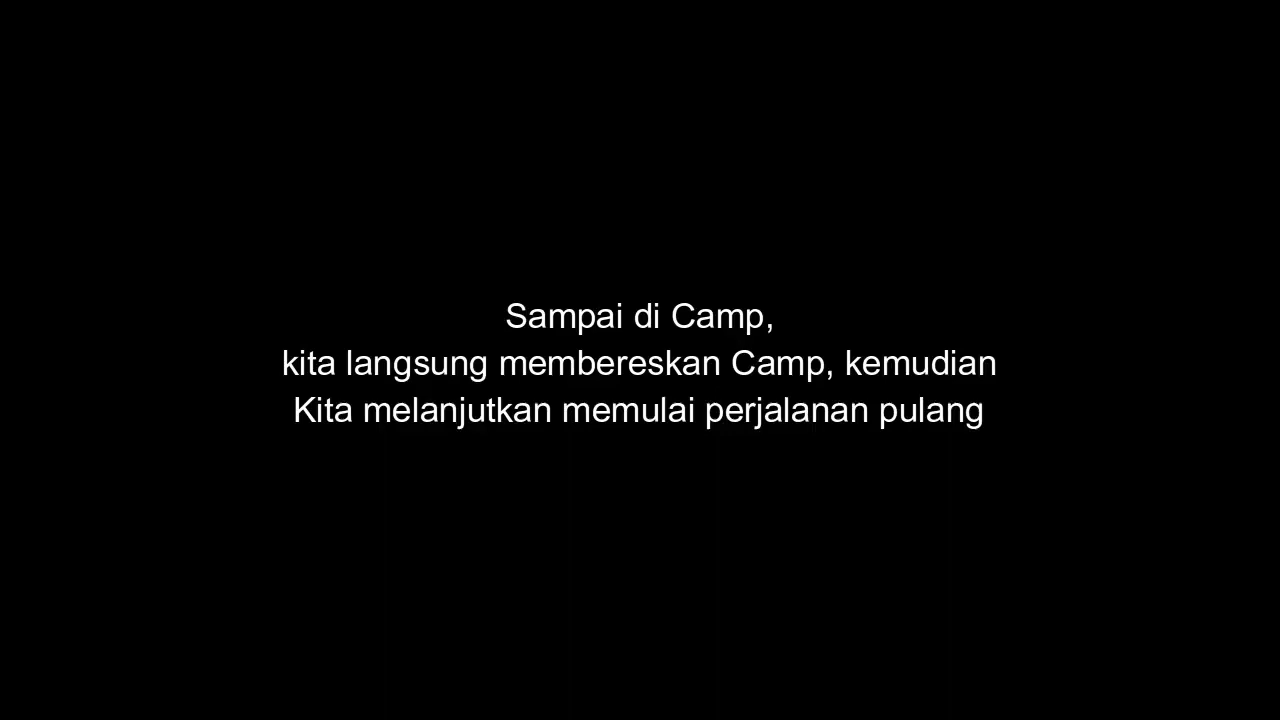 Sampai di Camp,
kita langsung membereskan Camp, kemudian
Kita melanjutkan memulai perjalanan pulang